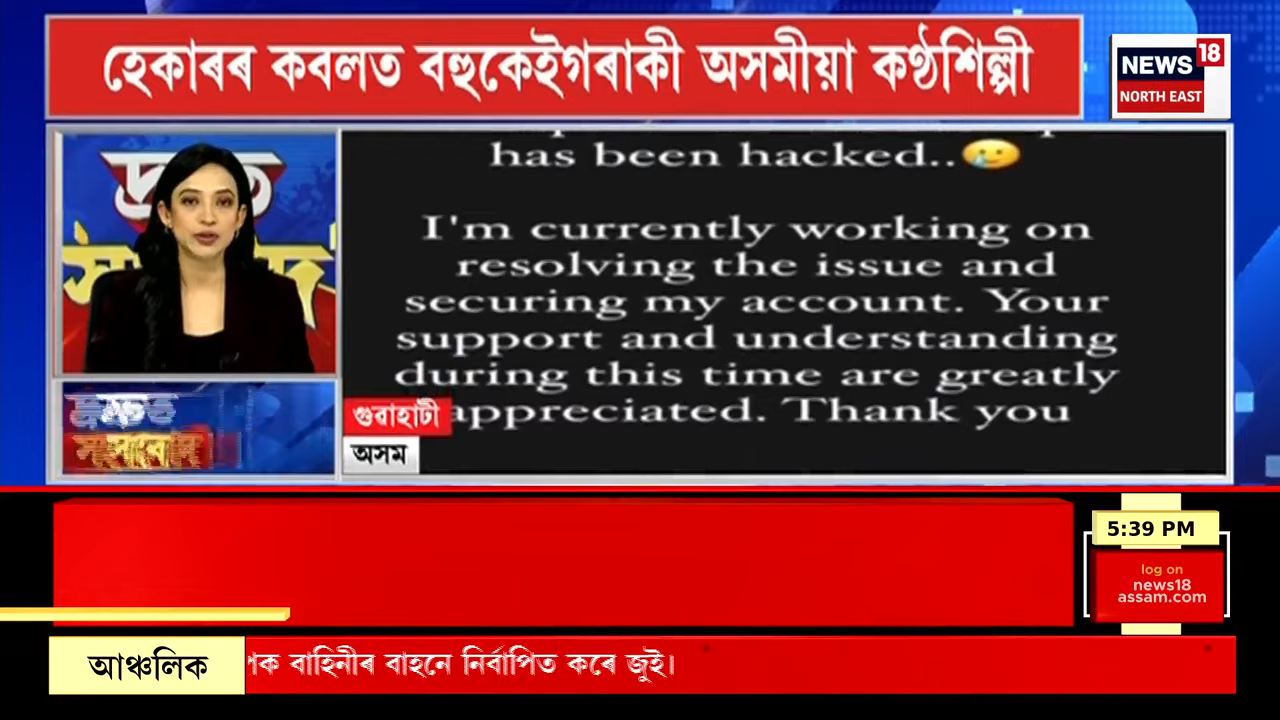 হেকাৰৰ কবলত বহুকেইগৰাকী অসমীয়া কণ্ঠশিল্পী
NEWS 18
NORTH EAST
has been hacked..🥲
I'm currently working on
resolving the issue and
securing my account. Your
support and understanding
during this time are greatly
appreciated. Thank you
গুৱাহাটী
অসম
দ্ৰুত
5:39 PM
log on
news18
assam.com
আঞ্চলিক
বাহিনীৰ বাহনে নিৰ্বাপিত কৰে জুই।